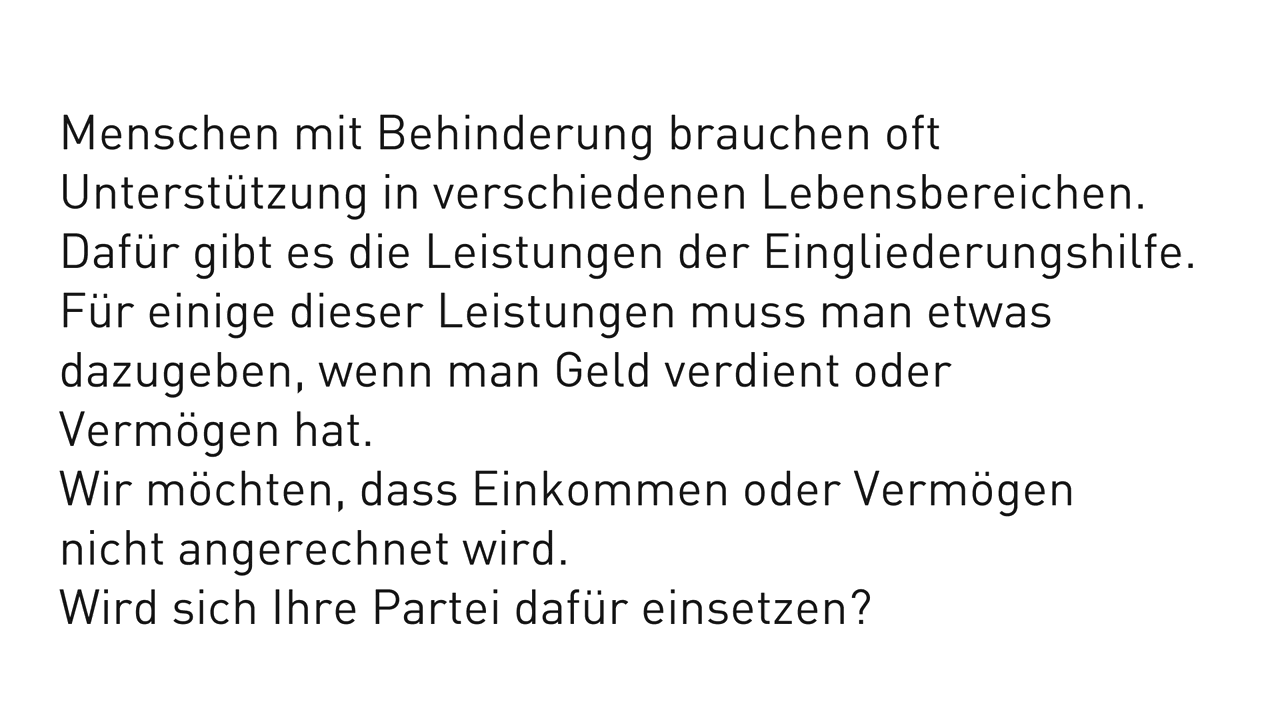 Menschen mit Behinderung brauchen oft
Unterstützung in verschiedenen Lebensbereichen.
Dafür gibt es die Leistungen der Eingliederungshilfe.
Für einige dieser Leistungen muss man etwas
dazugeben, wenn man Geld verdient oder
Vermögen hat.
Wir möchten, dass Einkommen oder Vermögen
nicht angerechnet wird.
Wird sich Ihre Partei dafür einsetzen?